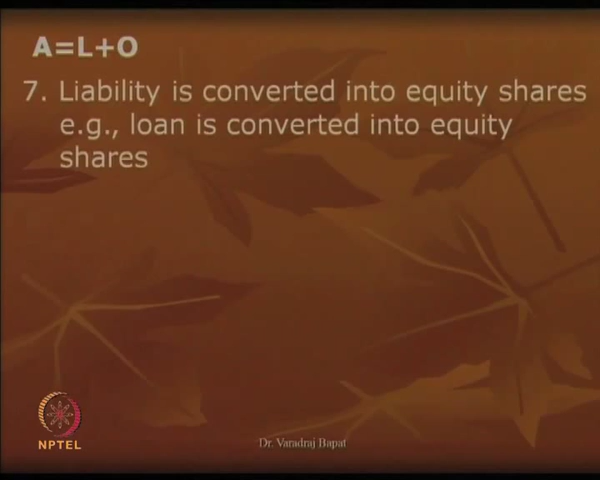 A=L+O
7. Liability is converted into equity shares
e.g., loan is converted into equity
shares
NPTEL
Dr. Varadraj Bapat